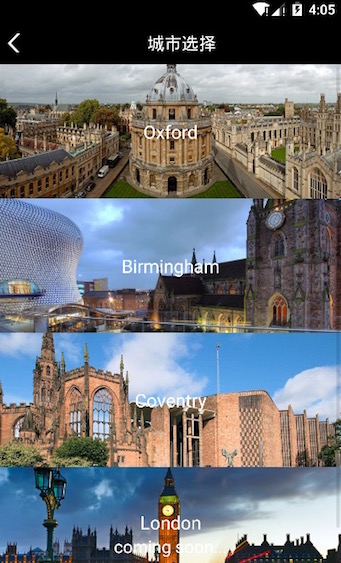 4:05
城市选择
Oxford
Birmingham
Coventry
London
coming soon...